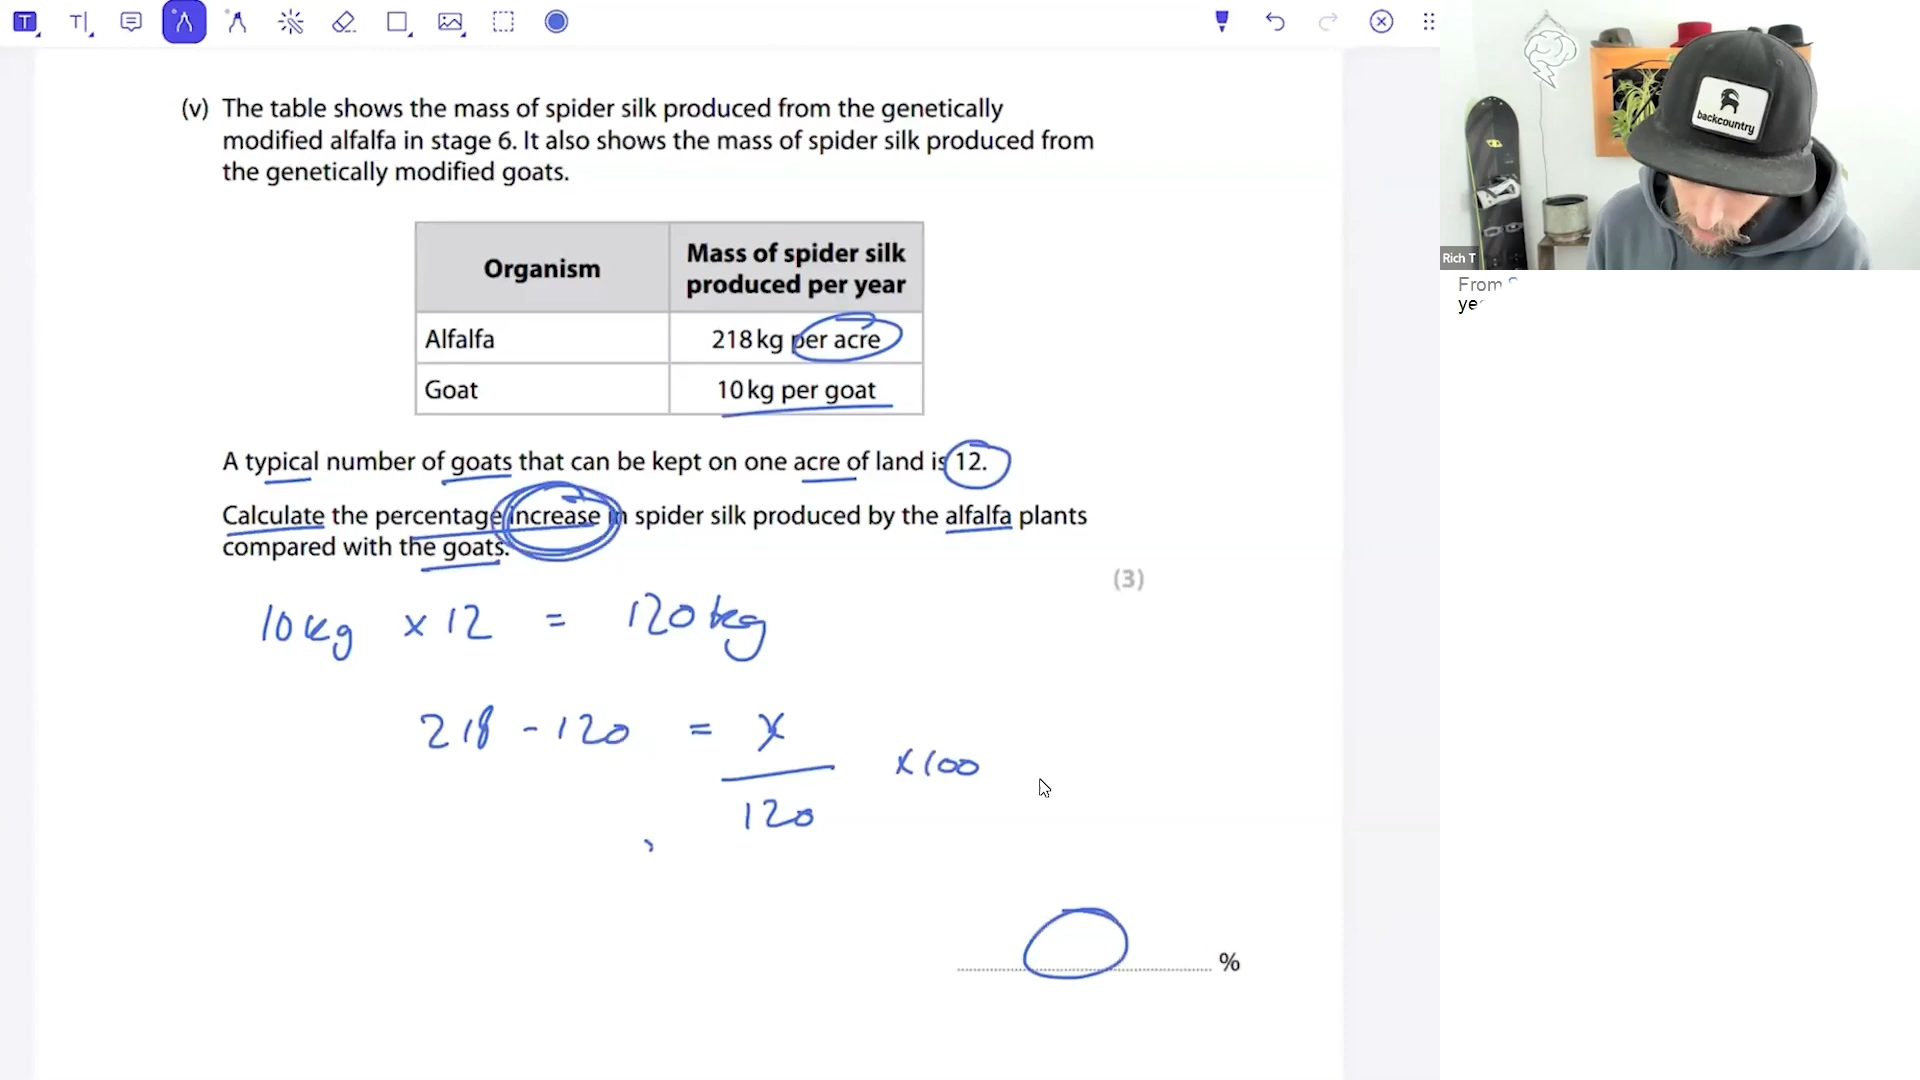 (v) The table shows the mass of spider silk produced from the genetically
modified alfalfa in stage 6. It also shows the mass of spider silk produced from
the genetically modified goats.
Organism
Mass of spider silk
produced per year
Alfalfa
218 kg per acre
Goat
10 kg per goat
A typical number of goats that can be kept on one acre of land is 12.
Calculate the percentage increase in spider silk produced by the alfalfa plants
compared with the goats.
(3)
10kg x 12 = 120kg
218 - 120 = x
x100
120
%
backcountry
Rich T
From